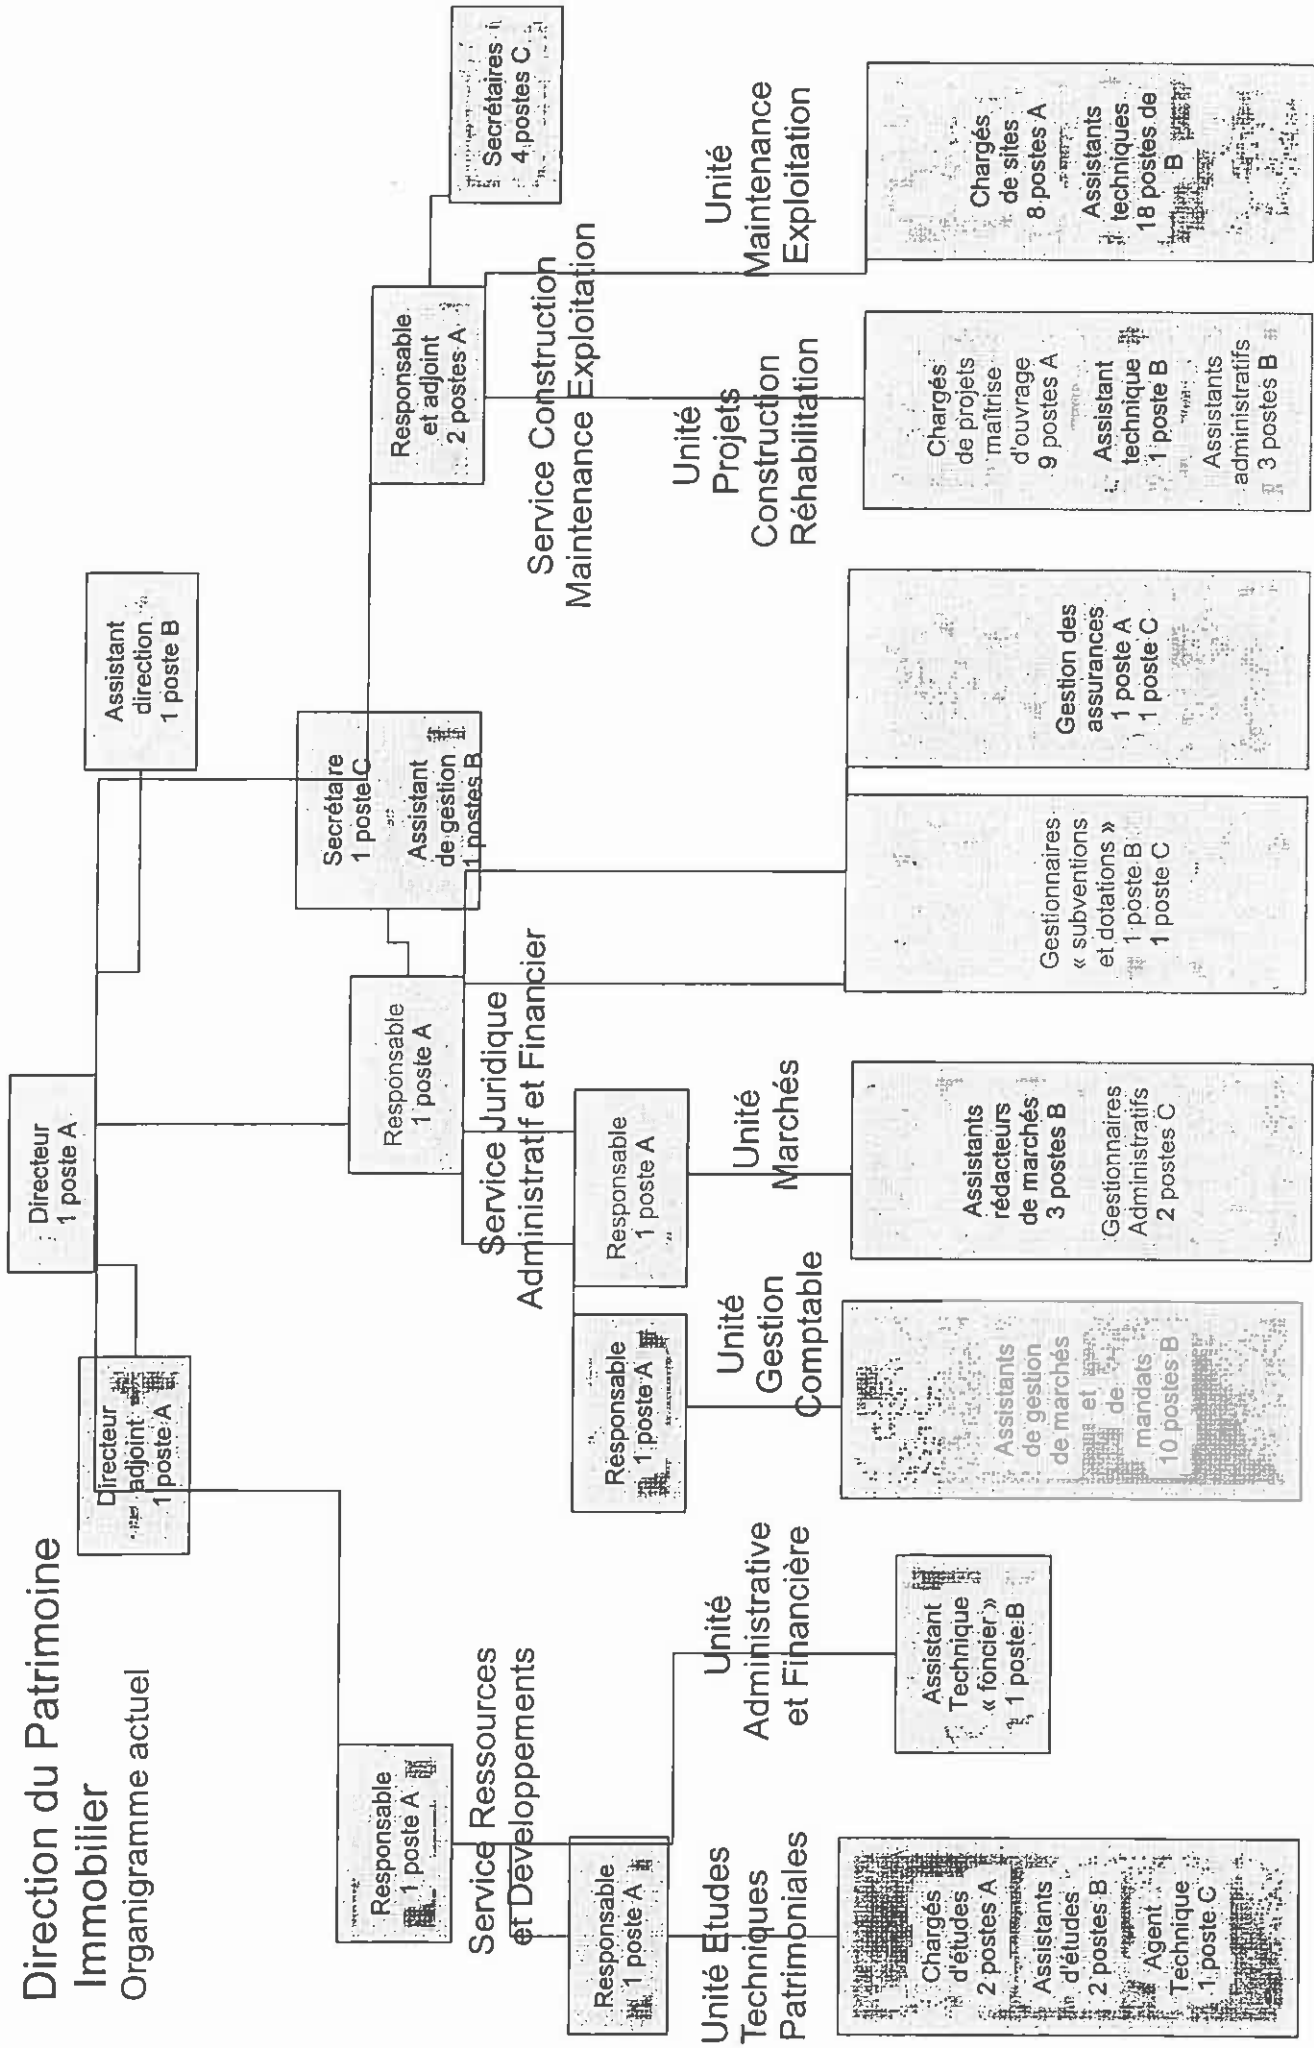 Direction du Patrimoine
Immobilier
Organigramme actuel
Directeur
1 poste A
Directeur
adjoint
1 poste A
Assistant
direction
1 poste B
Responsable
1 poste A
Service Ressources
et Développements
Responsable
1 poste A
Unité Etudes
Techniques
Patrimoniales
Chargés
d'études
2 postes A
Assistants
d'études
2 postes B
Agent
Technique
1 poste C
Unité
Administrative
et Financière
Assistant
Technique
« foncier »
1 poste B
Responsable
1 poste A
Service Juridique
Administratif et Financier
Secrétaire
1 poste C
Assistant
de gestion
1 postes B
Responsable
1 poste A
Unité
Gestion
Comptable
Assistants
de gestion
de marchés
et
de
mandats
10 postes B
Responsable
1 poste A
Unité
Marchés
Assistants
rédacteurs
de marchés
3 postes B
Gestionnaires
Administratifs
2 postes C
Gestionnaires
« subventions
et dotations »
1 poste B
1 poste C
Gestion des
assurances
1 poste A
1 poste C
Responsable
et adjoint
2 postes A
Secrétaires
4 postes C
Service Construction
Maintenance Exploitation
Unité
Projets
Construction
Réhabilitation
Chargés
de projets
maîtrise
d'ouvrage
9 postes A
Assistant
technique
1 poste B
Assistants
administratifs
3 postes B
Unité
Maintenance
Exploitation
Chargés
de sites
8 postes A
Assistants
techniques
18 postes de
B